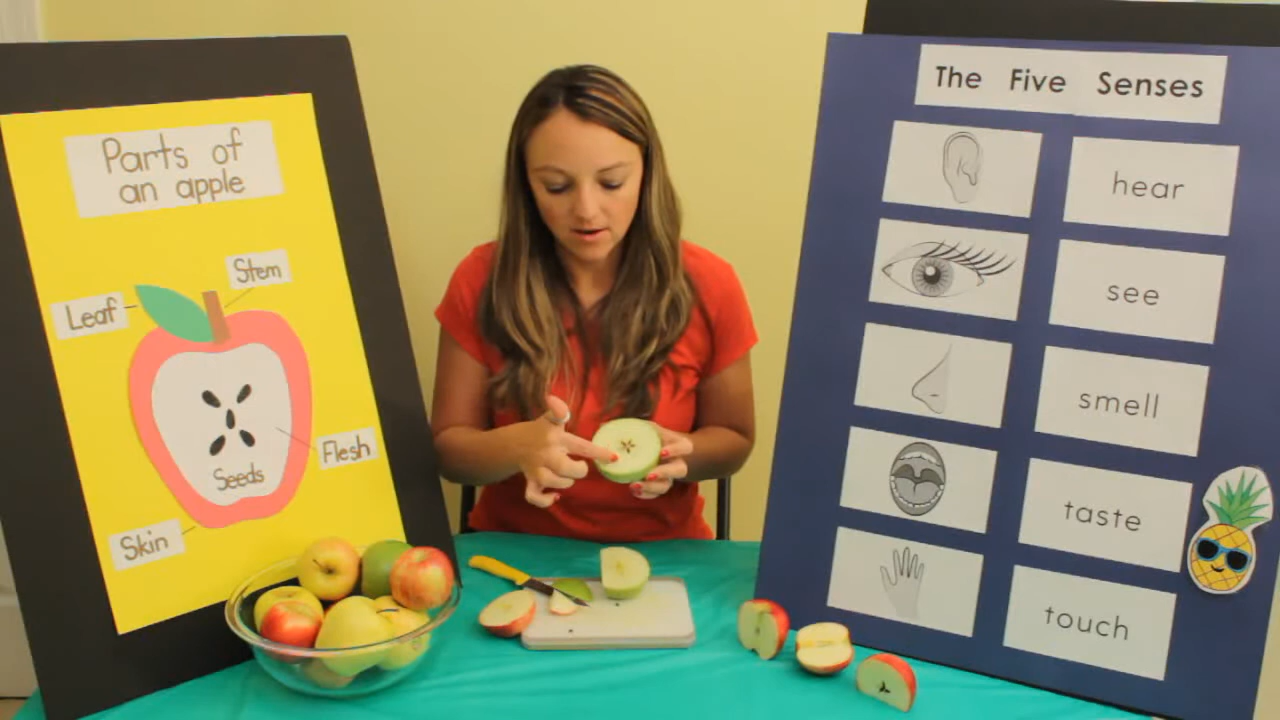 Parts of
an apple
Stem
Leaf
Flesh
Seeds
Skin
The Five Senses
hear
see
smell
taste
touch